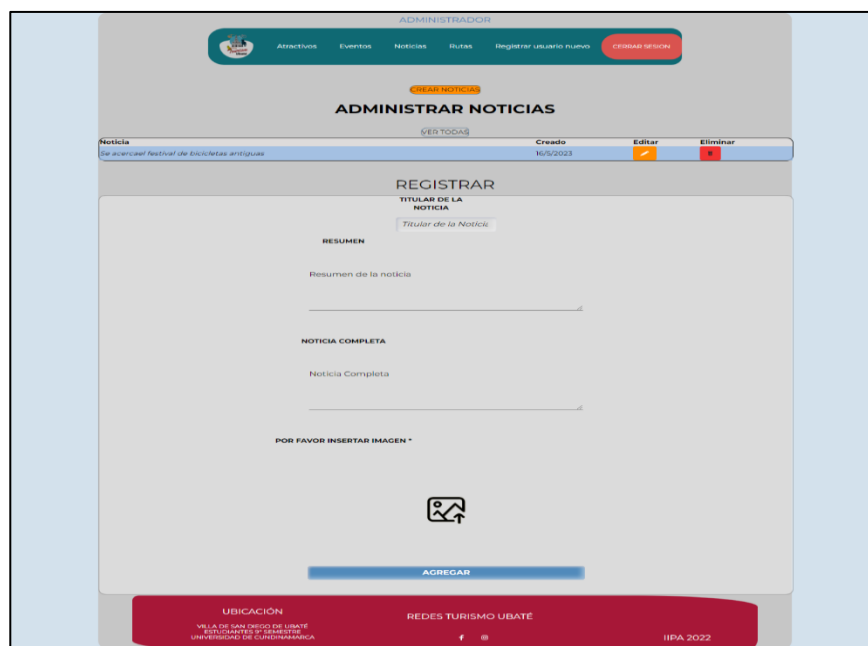 ADMINISTRADOR
Atractivos Eventos Noticias Rutas Registrar usuario nuevo CERRAR SESION
CREAR NOTICIAS
ADMINISTRAR NOTICIAS
VER TODAS
Noticia Creado Editar Eliminar
Se acercael festival de bicicletas antiguas 16/5/2023
REGISTRAR
TITULAR DE LA
NOTICIA
Titular de la Notici
RESUMEN
Resumen de la noticia
NOTICIA COMPLETA
Noticia Completa
POR FAVOR INSERTAR IMAGEN *
AGREGAR
UBICACIÓN
VILLA DE SAN DIEGO DE UBATÉ
ESTUDIANTES 9° SEMESTRE
UNIVERSIDAD DE CUNDINAMARCA
REDES TURISMO UBATÉ
IIPA 2022